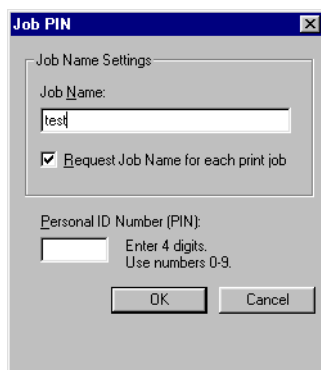 Job PIN
Job Name Settings
Job Name:
test
Request Job Name for each print job
Personal ID Number (PIN):
Enter 4 digits.
Use numbers 0-9.
OK Cancel